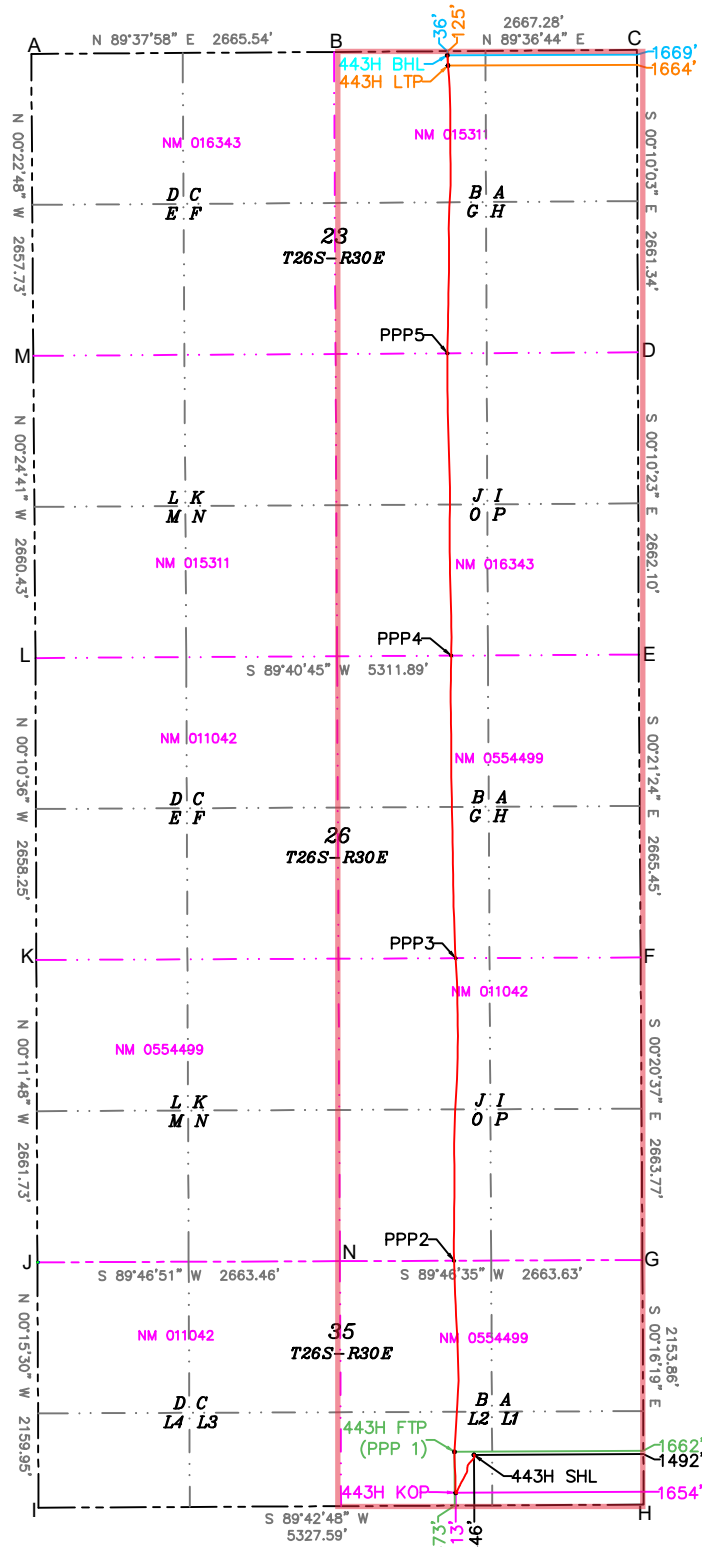 A
B
C
2667.28'
N 89°37'58" E 2665.54'
36'
125'
N 89°36'44" E
443H BHL
1669'
443H LTP
1664'
NM 016343
NM 015311
N 00°22'48" W 2657.73'
S 00°10'03" E 2661.34'
D C
E F
B A
G H
23
T26S-R30E
PPP5
M
D
N 00°24'41" W 2660.43'
S 00°10'23" E 2662.10'
L K
M N
J I
O P
NM 015311
NM 016343
PPP4
L
E
S 89°40'45" W 5311.89'
NM 011042
NM 0554499
N 00°10'36" W 2658.25'
S 00°21'24" E 2665.45'
D C
E F
B A
G H
26
T26S-R30E
PPP3
K
F
NM 011042
NM 0554499
N 00°11'48" W 2661.73'
S 00°20'37" E 2663.77'
L K
M N
J I
O P
PPP2
J
N
G
S 89°46'51" W 2663.46'
S 89°46'35" W 2663.63'
35
T26S-R30E
NM 011042
NM 0554499
N 00°15'30" W 2159.95'
S 00°16'19" E
2153.86'
D C
L4 L3
B A
L2 L1
443H FTP
(PPP 1)
1662'
1492'
443H SHL
443H KOP
1654'
I
H
S 89°42'48" W
5327.59'
73'
13'
46'